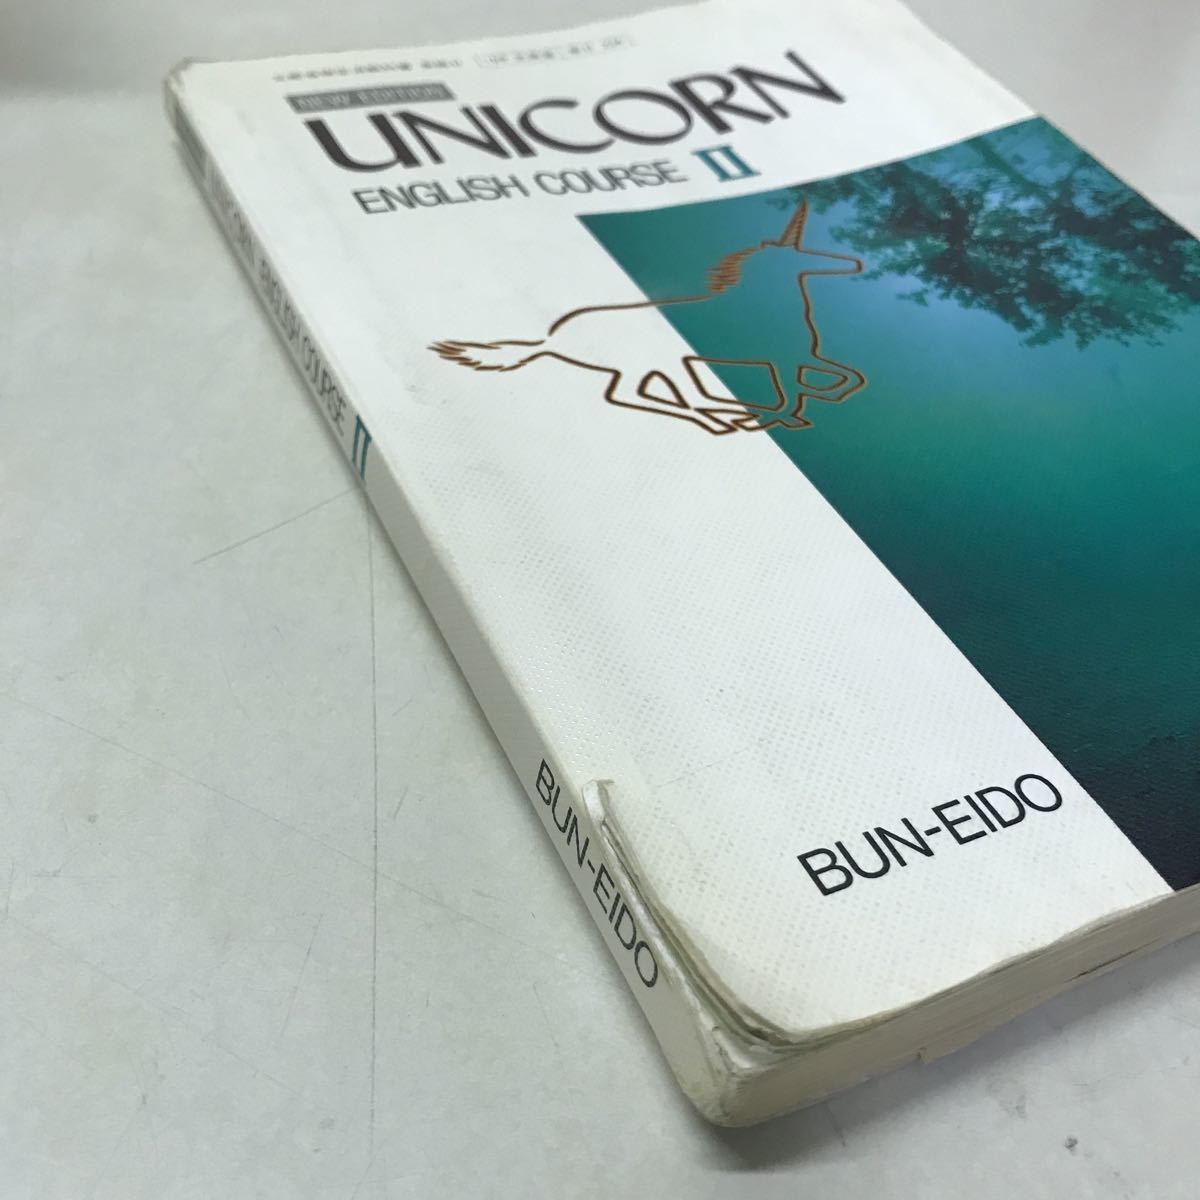 NEW EDITION
UNICORN
ENGLISH COURSE II
BUN-EIDO
UNICORN ENGLISH COURSE II
BUN-EIDO